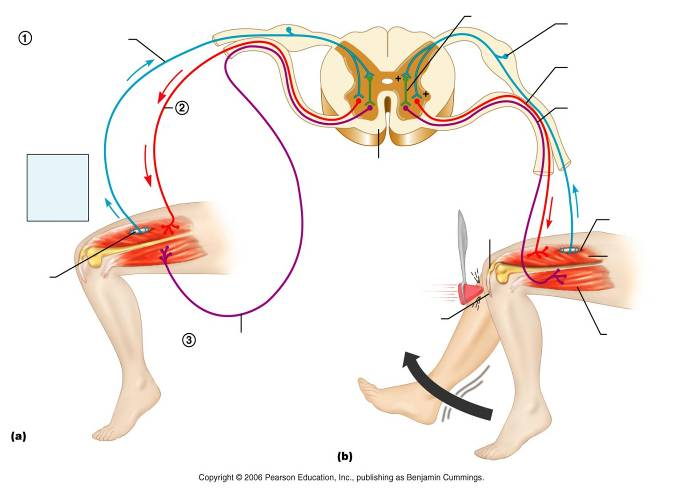 ①
②
+
+
③
(a)
(b)
Copyright © 2006 Pearson Education, Inc., publishing as Benjamin Cummings.